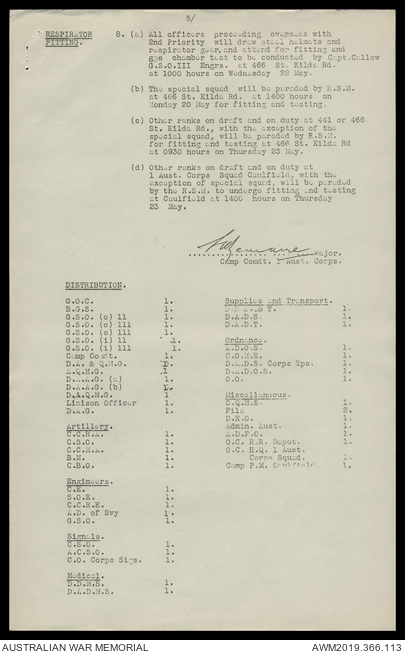 5/
RESPIRATOR FITTING.
8. (a) All officers proceeding overseas with
2nd Priority will draw steel helmets and
respirator gear, and attend for fitting and
gas chamber test to be conducted by Capt. Callow
G.S.O.III Engrs. at 466 St. Kilda Rd.
at 1000 hours on Wednesday 22 May.
(b) The special squad will be paraded by R.S.M.
at 466 St. Kilda Rd. at 1400 hours on
Monday 20 May for fitting and testing.
(c) Other ranks on draft and on duty at 441 or 466
St. Kilda Rd., with the exception of the
special squad, will be paraded by R.S.M.
for fitting and testing at 466 St. Kilda Rd
at 0930 hours on Thursday 23 May.
(d) Other ranks on draft and on duty at
1 Aust. Corps Squad Caulfield, with the
exception of special squad, will be paraded
by the R.S.M. to undergo fitting and testing
at Caulfield at 1400 hours on Thursday
23 May.
Major.
Camp Comdt. 1 Aust. Corps.
DISTRIBUTION.
G.O.C. 1.
B.G.S. 1.
G.S.O. (o) ll 1.
G.S.O. (o) lll 1.
G.S.O. (o) lll 1.
G.S.O. (i) ll 1.
G.S.O. (i) lll 1.
Camp Comdt. 1.
D.A. & Q.M.G.
A.Q.M.G. 1
D.A.A.G. (a) 1.
D.A.A.G. (b) 1.
D.A.Q.M.G. 1
Liaison Officer 1.
D.A.G. 1.
Artillery.
C.C.R.A. 1.
C.S.O. 1.
C.C.M.A. 1.
B.M. 1.
C.B.O. 1.
Engineers.
C.E. 1.
S.O.E. 1.
C.C.R.E. 1.
A.D. of Svy 1.
G.S.O. 1.
Signals.
C.S.O. 1.
A.C.S.O. 1.
C.O. Corps Sigs. 1.
Medical.
D.D.M.S. 1.
D.A.D.M.S. 1.
Supplies and Transport.
1.
D.A.D.S. 1.
D.A.D.T. 1.
Ordnance.
A.D.O.S. 1.
C.O.M.E. 1.
D.A.D.S. Corps Tps. 1.
D.A.D.O.S. 1.
O.O. 1.
Miscellaneous.
C.Q.M.S. 1.
File 2.
D.R.O. 1.
Admin. Aust. 1.
A.D.P.C. 1.
O.C. R.R. Depot. 1.
O.C. H.Q. 1 Aust.
Corps Squad. 1.
Camp P.M. Caulfield. 1.
AUSTRALIAN WAR MEMORIAL
AWM2019.366.113